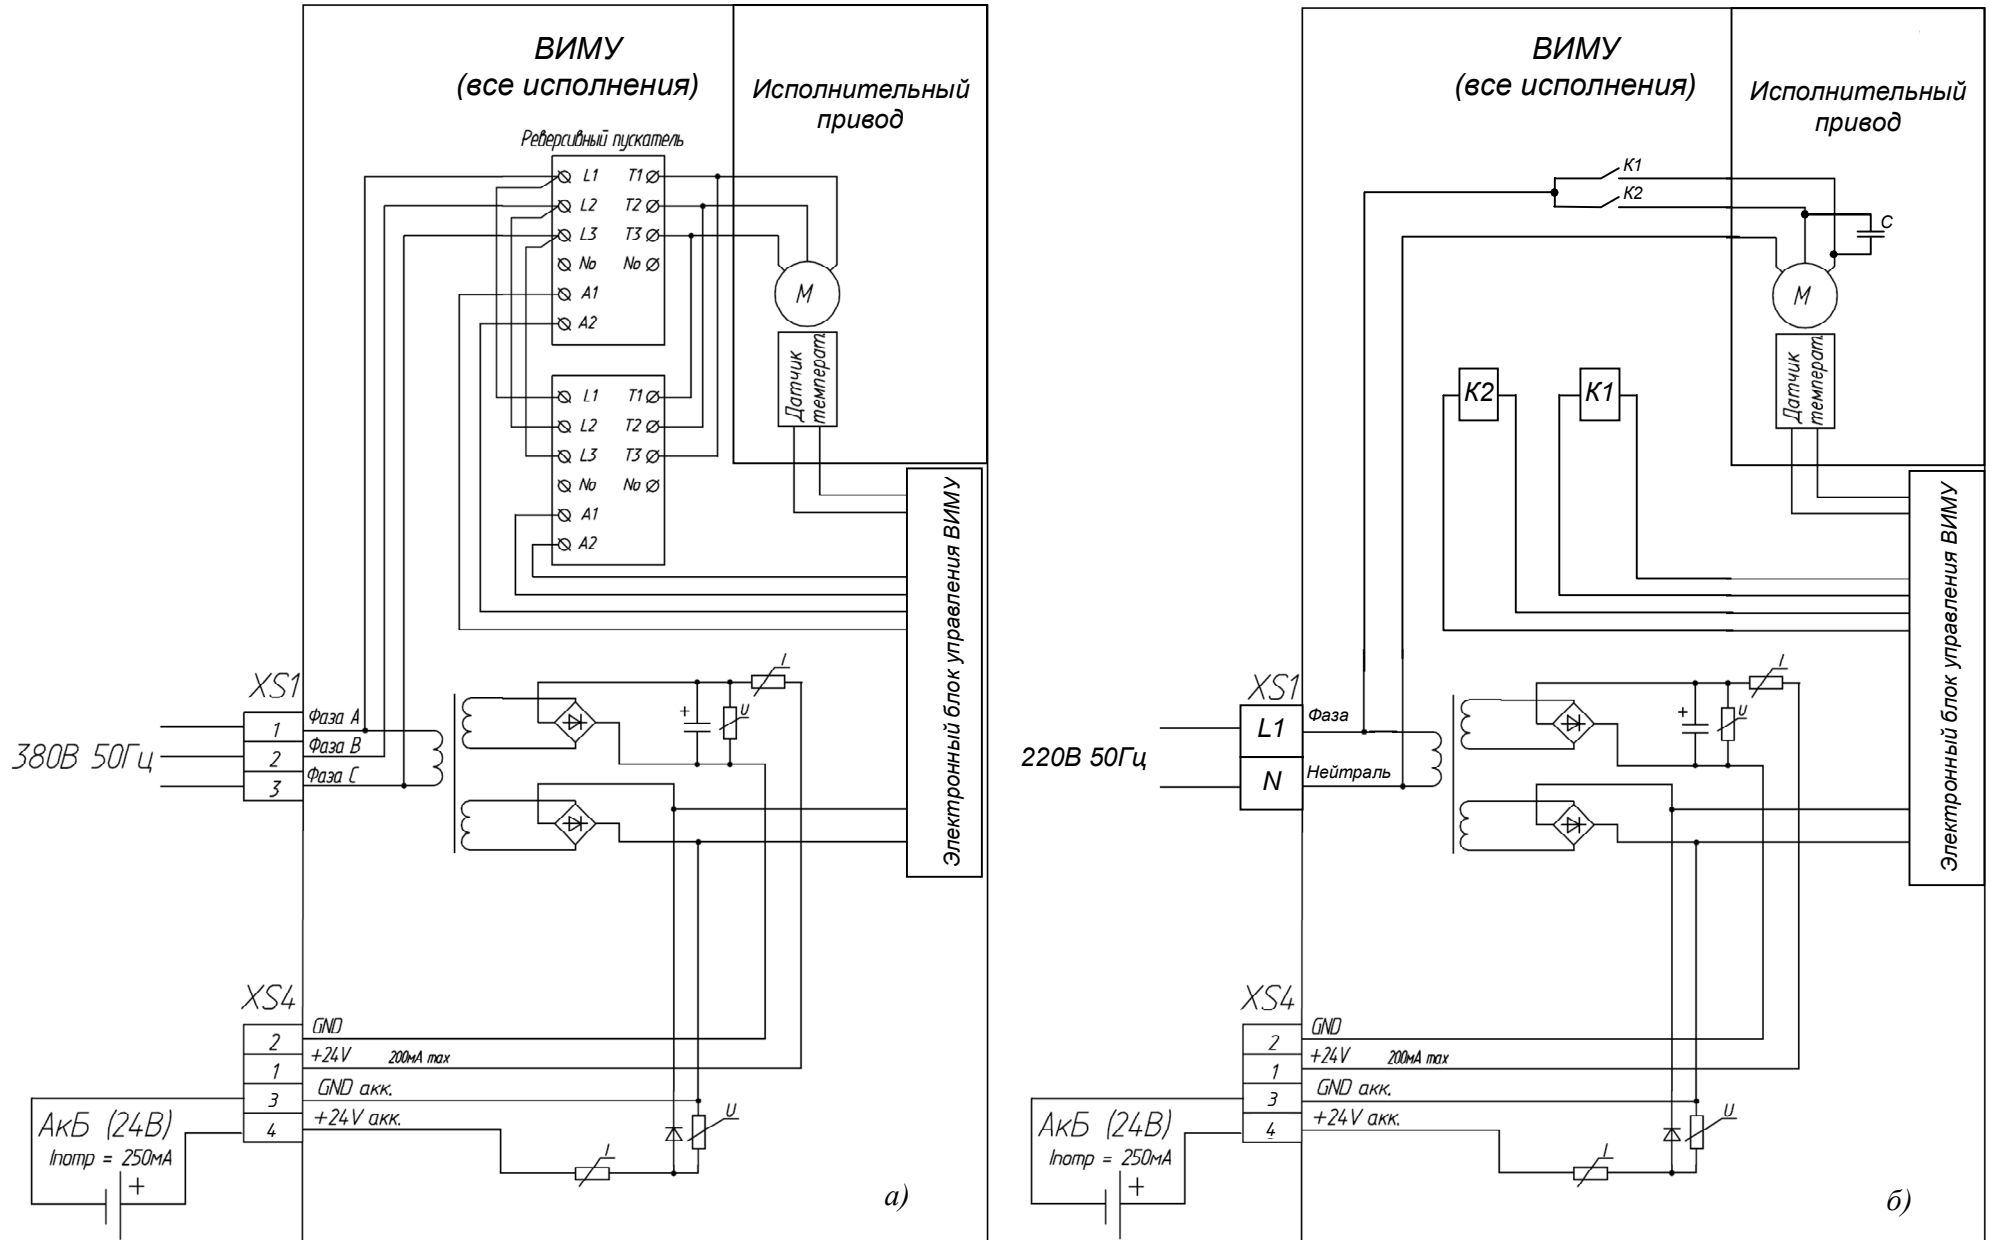 ВИМУ
(все исполнения)
Исполнительный
привод
Реверсивный пускатель
L1 T1
L2 T2
L3 T3
No No
A1
A2
M
Датчик
температ.
L1 T1
L2 T2
L3 T3
No No
A1
A2
Электронный блок управления ВИМУ
XS1
380В 50Гц
1 Фаза А
2 Фаза В
3 Фаза С
I
+
U
XS4
2 GND
1 +24V 200мА max
3 GND акк.
4 +24V акк.
АкБ (24В)
Iпотр = 250мА
+
I
U
а)
ВИМУ
(все исполнения)
Исполнительный
привод
К1
К2
С
M
Датчик
температ.
К2
К1
Электронный блок управления ВИМУ
XS1
220В 50Гц
L1 Фаза
N Нейтраль
I
+
U
XS4
2 GND
1 +24V 200мА max
3 GND акк.
4 +24V акк.
АкБ (24В)
Iпотр = 250мА
+
I
U
б)